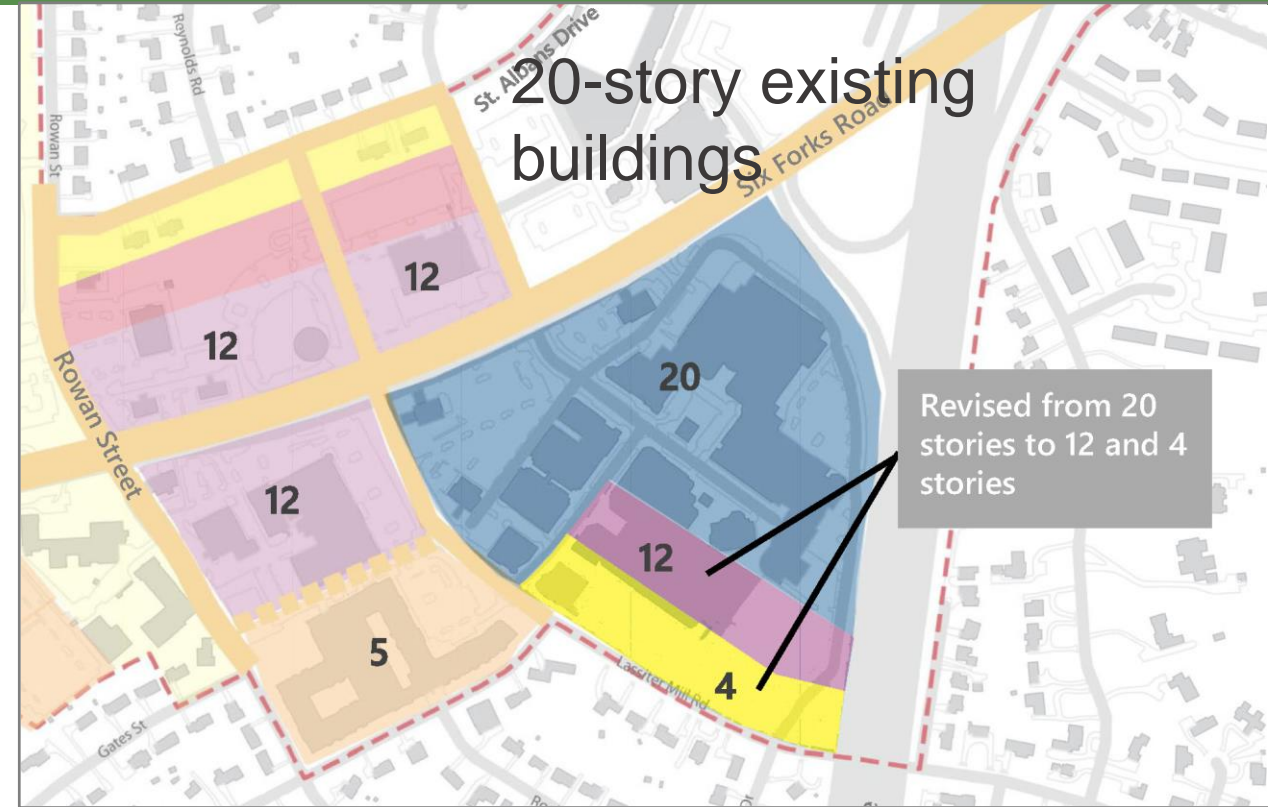 20-story existing
buildings
Reynolds Rd
St. Albans Drive
Six Forks Road
Rowan St
12
12
20
Rowan Street
Revised from 20
stories to 12 and 4
stories
12
12
5
4
Lassiter Mill Rd
Gates St